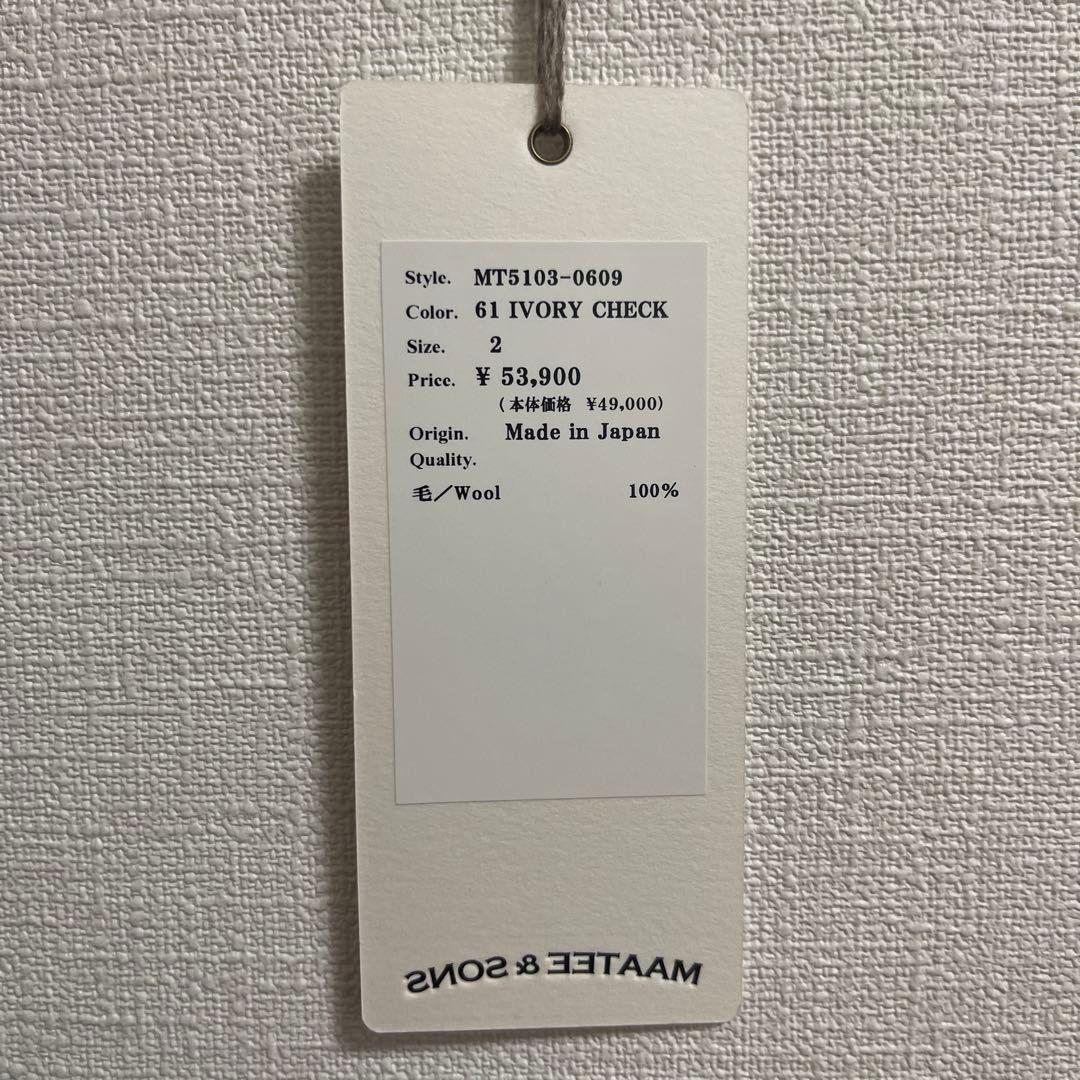 Style. MT5103-0609
Color. 61 IVORY CHECK
Size. 2
Price. ¥ 53,900
(本体価格 ¥49,000)
Origin. Made in Japan
Quality.
毛/Wool 100%
MAATEE & SONS